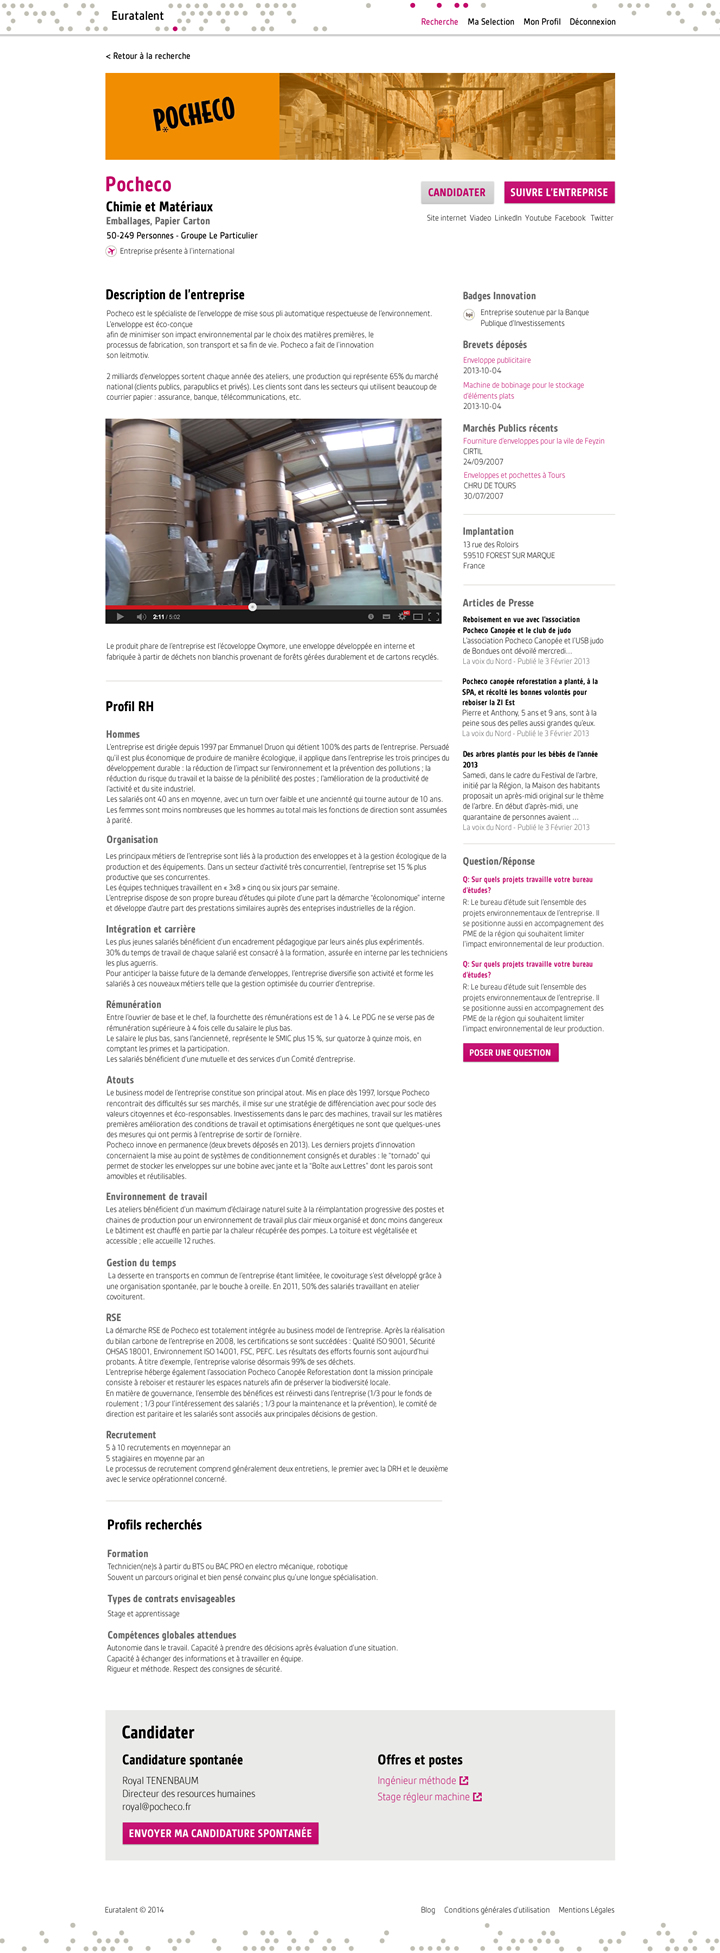 Euratalent
Recherche Ma Selection Mon Profil Déconnexion
< Retour à la recherche
POCHECO
Pocheco
CANDIDATER
SUIVRE L'ENTREPRISE
Chimie et Matériaux
Emballages, Papier Carton
50-249 Personnes - Groupe Le Particulier
Entreprise présente à l'international
Site internet Viadeo LinkedIn Youtube Facebook Twitter
Description de l'entreprise
Pocheco est le spécialiste de l'enveloppe de mise sous pli automatique respectueuse de l'environnement.
L'enveloppe est éco-conçue
afin de minimiser son impact environnemental par le choix des matières premières, le
processus de fabrication, son transport et sa fin de vie. Pocheco a fait de l'innovation
son leitmotiv.
2 milliards d'enveloppes sortent chaque année des ateliers, une production qui représente 65% du marché
national (clients publics, parapublics et privés). Les clients sont dans les secteurs qui utilisent beaucoup de
courrier papier : assurance, banque, télécommunications, etc.
2:11 / 5:02
Le produit phare de l'entreprise est l'écoveloppe Oxymore, une enveloppe développée en interne et
fabriquée à partir de déchets non blanchis provenant de forêts gérées durablement et de cartons recyclés.
Profil RH
Hommes
L'entreprise est dirigée depuis 1997 par Emmanuel Druon qui détient 100% des parts de l'entreprise. Persuadé
qu'il est plus économique de produire de manière écologique, il applique dans l'entreprise les trois principes du
développement durable : la réduction de l'impact sur l'environnement et la prévention des pollutions ; la
réduction du risque du travail et la baisse de la pénibilité des postes ; l'amélioration de la productivité de
l'activité et du site industriel.
Les salariés ont 40 ans en moyenne, avec un turn over faible et une anciennté qui tourne autour de 10 ans.
Les femmes sont moins nombreuses que les hommes au total mais les fonctions de direction sont assumées
à parité.
Organisation
Les principaux métiers de l'entreprise sont liés à la production des enveloppes et à la gestion écologique de la
production et des équipements. Dans un secteur d'activité très concurrentiel, l'entreprise set 15 % plus
productive que ses concurrentes.
Les équipes techniques travaillent en « 3x8 » cinq ou six jours par semaine.
L'entreprise dispose de son propre bureau d'études qui pilote d'une part la démarche "écolonomique" interne
et développe d'autre part des prestations similaires auprès des enteprises industrielles de la région.
Intégration et carrière
Les plus jeunes salariés bénéficient d'un encadrement pédagogique par leurs ainés plus expérimentés.
30% du temps de travail de chaque salarié est consacré à la formation, assurée en interne par les techniciens
les plus aguerris.
Pour anticiper la baisse future de la demande d'enveloppes, l'entreprise diversifie son activité et forme les
salariés à ces nouveaux métiers telle que la gestion optimisée du courrier d'entreprise.
Rémunération
Entre l'ouvrier de base et le chef, la fourchette des rémunérations est de 1 à 4. Le PDG ne se verse pas de
rémunération supérieure à 4 fois celle du salaire le plus bas.
Le salaire le plus bas, sans l'ancienneté, représente le SMIC plus 15 %, sur quatorze à quinze mois, en
comptant les primes et la participation.
Les salariés bénéficient d'une mutuelle et des services d'un Comité d'entreprise.
Atouts
Le business model de l'entreprise constitue son principal atout. Mis en place dès 1997, lorsque Pocheco
rencontrait des difficultés sur ses marchés, il mise sur une stratégie de différenciation avec pour socle des
valeurs citoyennes et éco-responsables. Investissements dans le parc des machines, travail sur les matières
premières amélioration des conditions de travail et optimisations énergétiques ne sont que quelques-unes
des mesures qui ont permis à l'entreprise de sortir de l'ornière.
Pocheco innove en permanence (deux brevets déposés en 2013). Les derniers projets d'innovation
concernaient la mise au point de systèmes de conditionnement consignés et durables : le "tornado" qui
permet de stocker les enveloppes sur une bobine avec jante et la "Boîte aux Lettres" dont les parois sont
amovibles et réutilisables.
Environnement de travail
Les ateliers bénéficient d'un maximum d'éclairage naturel suite à la réimplantation progressive des postes et
chaines de production pour un environnement de travail plus clair mieux organisé et donc moins dangereux
Le bâtiment est chauffé en partie par la chaleur récupérée des pompes. La toiture est végétalisée et
accessible ; elle accueille 12 ruches.
Gestion du temps
La desserte en transports en commun de l'entreprise étant limitéee, le covoiturage s'est développé grâce à
une organisation spontanée, par le bouche à oreille. En 2011, 50% des salariés travaillant en atelier
covoiturent.
RSE
La démarche RSE de Pocheco est totalement intégrée au business model de l'entreprise. Après la réalisation
du bilan carbone de l'entreprise en 2008, les certifications se sont succédées : Qualité ISO 9001, Sécurité
OHSAS 18001, Environnement ISO 14001, FSC, PEFC. Les résultats des efforts fournis sont aujourd'hui
probants. À titre d'exemple, l'entreprise valorise désormais 99% de ses déchets.
L'entreprise héberge également l'association Pocheco Canopée Reforestation dont la mission principale
consiste à reboiser et restaurer les espaces naturels afin de préserver la biodiversité locale.
En matière de gouvernance, l'ensemble des bénéfices est réinvesti dans l'entreprise (1/3 pour le fonds de
roulement ; 1/3 pour l'intéressement des salariés ; 1/3 pour la maintenance et la prévention), le comité de
direction est paritaire et les salariés sont associés aux principales décisions de gestion.
Recrutement
5 à 10 recrutements en moyennepar an
5 stagiaires en moyenne par an
Le processus de recrutement comprend généralement deux entretiens, le premier avec la DRH et le deuxième
avec le service opérationnel concerné.
Profils recherchés
Formation
Technicien(ne)s à partir du BTS ou BAC PRO en electro mécanique, robotique
Souvent un parcours original et bien pensé convainc plus qu'une longue spécialisation.
Types de contrats envisageables
Stage et apprentissage
Compétences globales attendues
Autonomie dans le travail. Capacité à prendre des décisions après évaluation d'une situation.
Capacité à échanger des informations et à travailler en équipe.
Rigueur et méthode. Respect des consignes de sécurité.
Badges Innovation
bpi
Entreprise soutenue par la Banque
Publique d'Investissements
Brevets déposés
Enveloppe publicitaire
2013-10-04
Machine de bobinage pour le stockage
d'éléments plats
2013-10-04
Marchés Publics récents
Fourniture d'enveloppes pour la vile de Feyzin
CIRTIL
24/09/2007
Enveloppes et pochettes à Tours
CHRU DE TOURS
30/07/2007
Implantation
13 rue des Roloirs
59510 FOREST SUR MARQUE
France
Articles de Presse
Reboisement en vue avec l'association
Pocheco Canopée et le club de judo
L'association Pocheco Canopée et l'USB judo
de Bondues ont dévoilé mercredi...
La voix du Nord - Publié le 3 Février 2013
Pocheco canopée reforestation a planté, à la
SPA, et récolté les bonnes volontés pour
reboiser la ZI Est
Pierre et Anthony, 5 ans et 9 ans, sont à la
peine sous des pelles aussi grandes qu'eux.
La voix du Nord - Publié le 3 Février 2013
Des arbres plantés pour les bébés de l'année
2013
Samedi, dans le cadre du Festival de l'arbre,
initié par la Région, la Maison des habitants
proposait un après-midi original sur le thème
de l'arbre. En début d'après-midi, une
quarantaine de personnes avaient ...
La voix du Nord - Publié le 3 Février 2013
Question/Réponse
Q: Sur quels projets travaille votre bureau
d'études?
R: Le bureau d'étude suit l'ensemble des
projets environnementaux de l'entreprise. Il
se positionne aussi en accompagnement des
PME de la région qui souhaitent limiter
l'impact environnemental de leur production.
Q: Sur quels projets travaille votre bureau
d'études?
R: Le bureau d'étude suit l'ensemble des
projets environnementaux de l'entreprise. Il
se positionne aussi en accompagnement des
PME de la région qui souhaitent limiter
l'impact environnemental de leur production.
POSER UNE QUESTION
Candidater
Candidature spontanée
Royal TENENBAUM
Directeur des resources humaines
royal@pocheco.fr
ENVOYER MA CANDIDATURE SPONTANÉE
Offres et postes
Ingénieur méthode
Stage régleur machine
Euratalent © 2014
Blog Conditions générales d'utilisation Mentions Légales